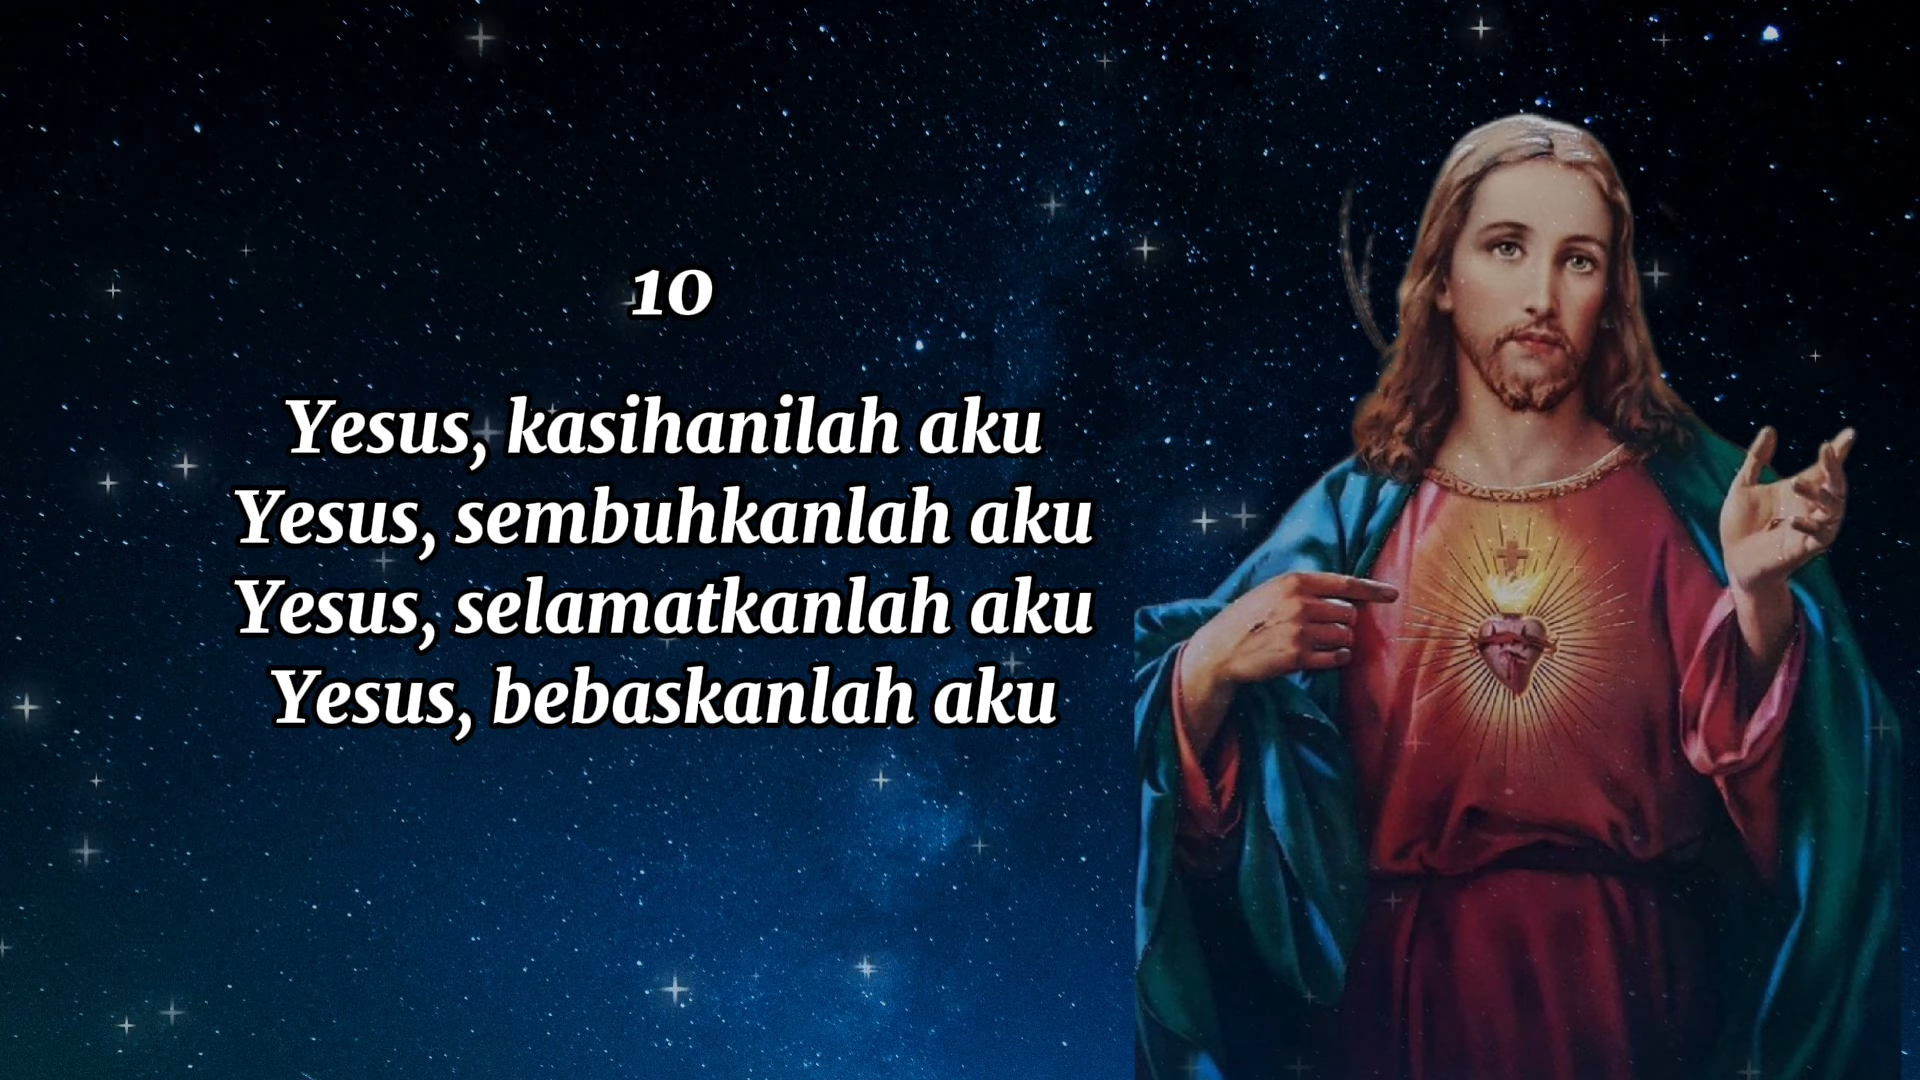 10
Yesus, kasihanilah aku
Yesus, sembuhkanlah aku
Yesus, selamatkanlah aku
Yesus, bebaskanlah aku